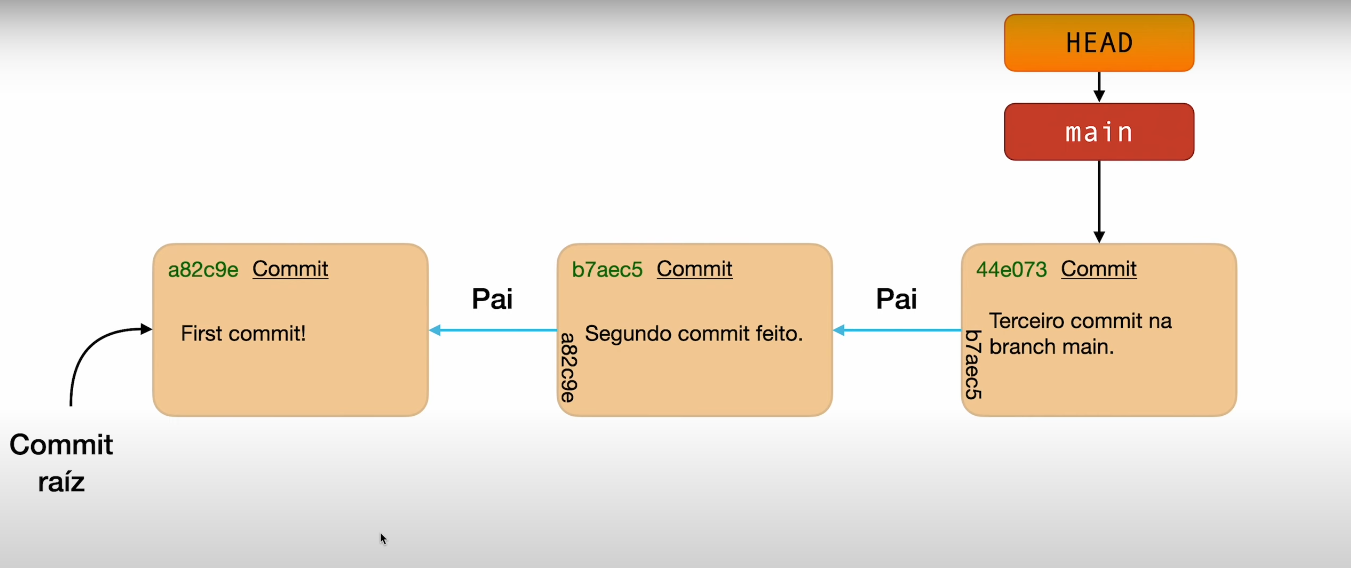 HEAD
main
a82c9e Commit
First commit!
Pai
b7aec5 Commit
Segundo commit feito.
a82c9e
Pai
44e073 Commit
Terceiro commit na
branch main.
b7aec5
Commit
raíz